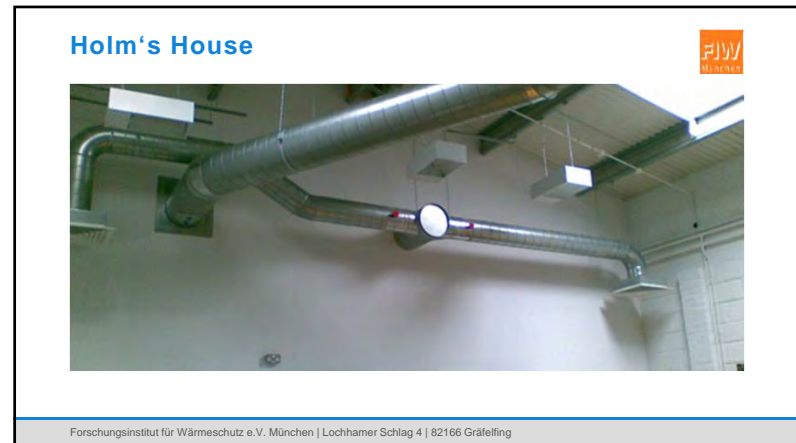 Holm‘s House
FIW
München
Forschungsinstitut für Wärmeschutz e.V. München | Lochhamer Schlag 4 | 82166 Gräfelfing